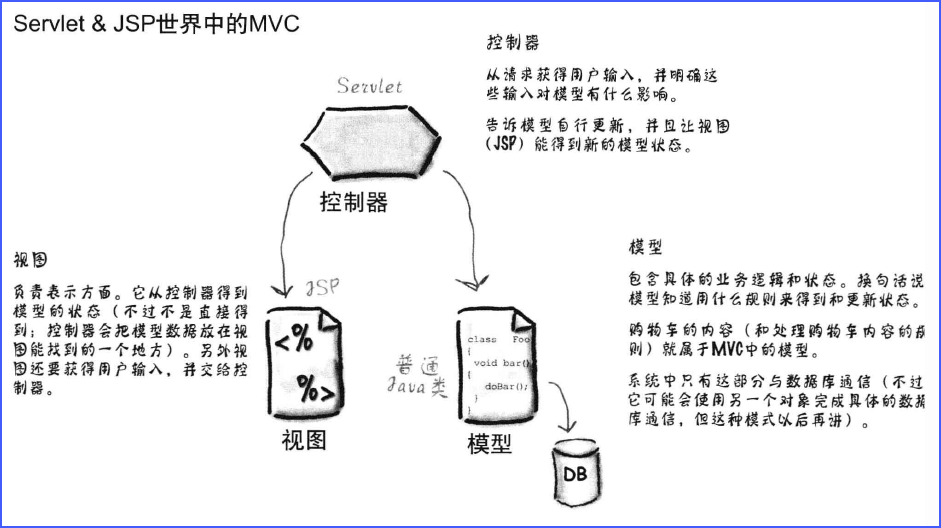 Servlet & JSP世界中的MVC
控制器
从请求获得用户输入，并明确这
些输入对模型有什么影响。
告诉模型自行更新，并且让视图
(JSP) 能得到新的模型状态。
Servlet
控制器
视图
负责表示方面。它从控制器得到
模型的状态（不过不是直接得
到；控制器会把模型数据放在视
图能找到的一个地方）。另外视
图还要获得用户输入，并交给控
制器。
JSP
<%
%>
视图
普通
Java类
class Foo
{
void bar()
{
doBar();
}
}
模型
DB
模型
包含具体的业务逻辑和状态。换句话说
模型知道用什么规则来得到和更新状态。
购物车的内容（和处理购物车内容的规
则）就属于MVC中的模型。
系统中只有这部分与数据库通信（不过
它可能会使用另一个对象完成具体的数据
库通信，但这种模式以后再讲）。